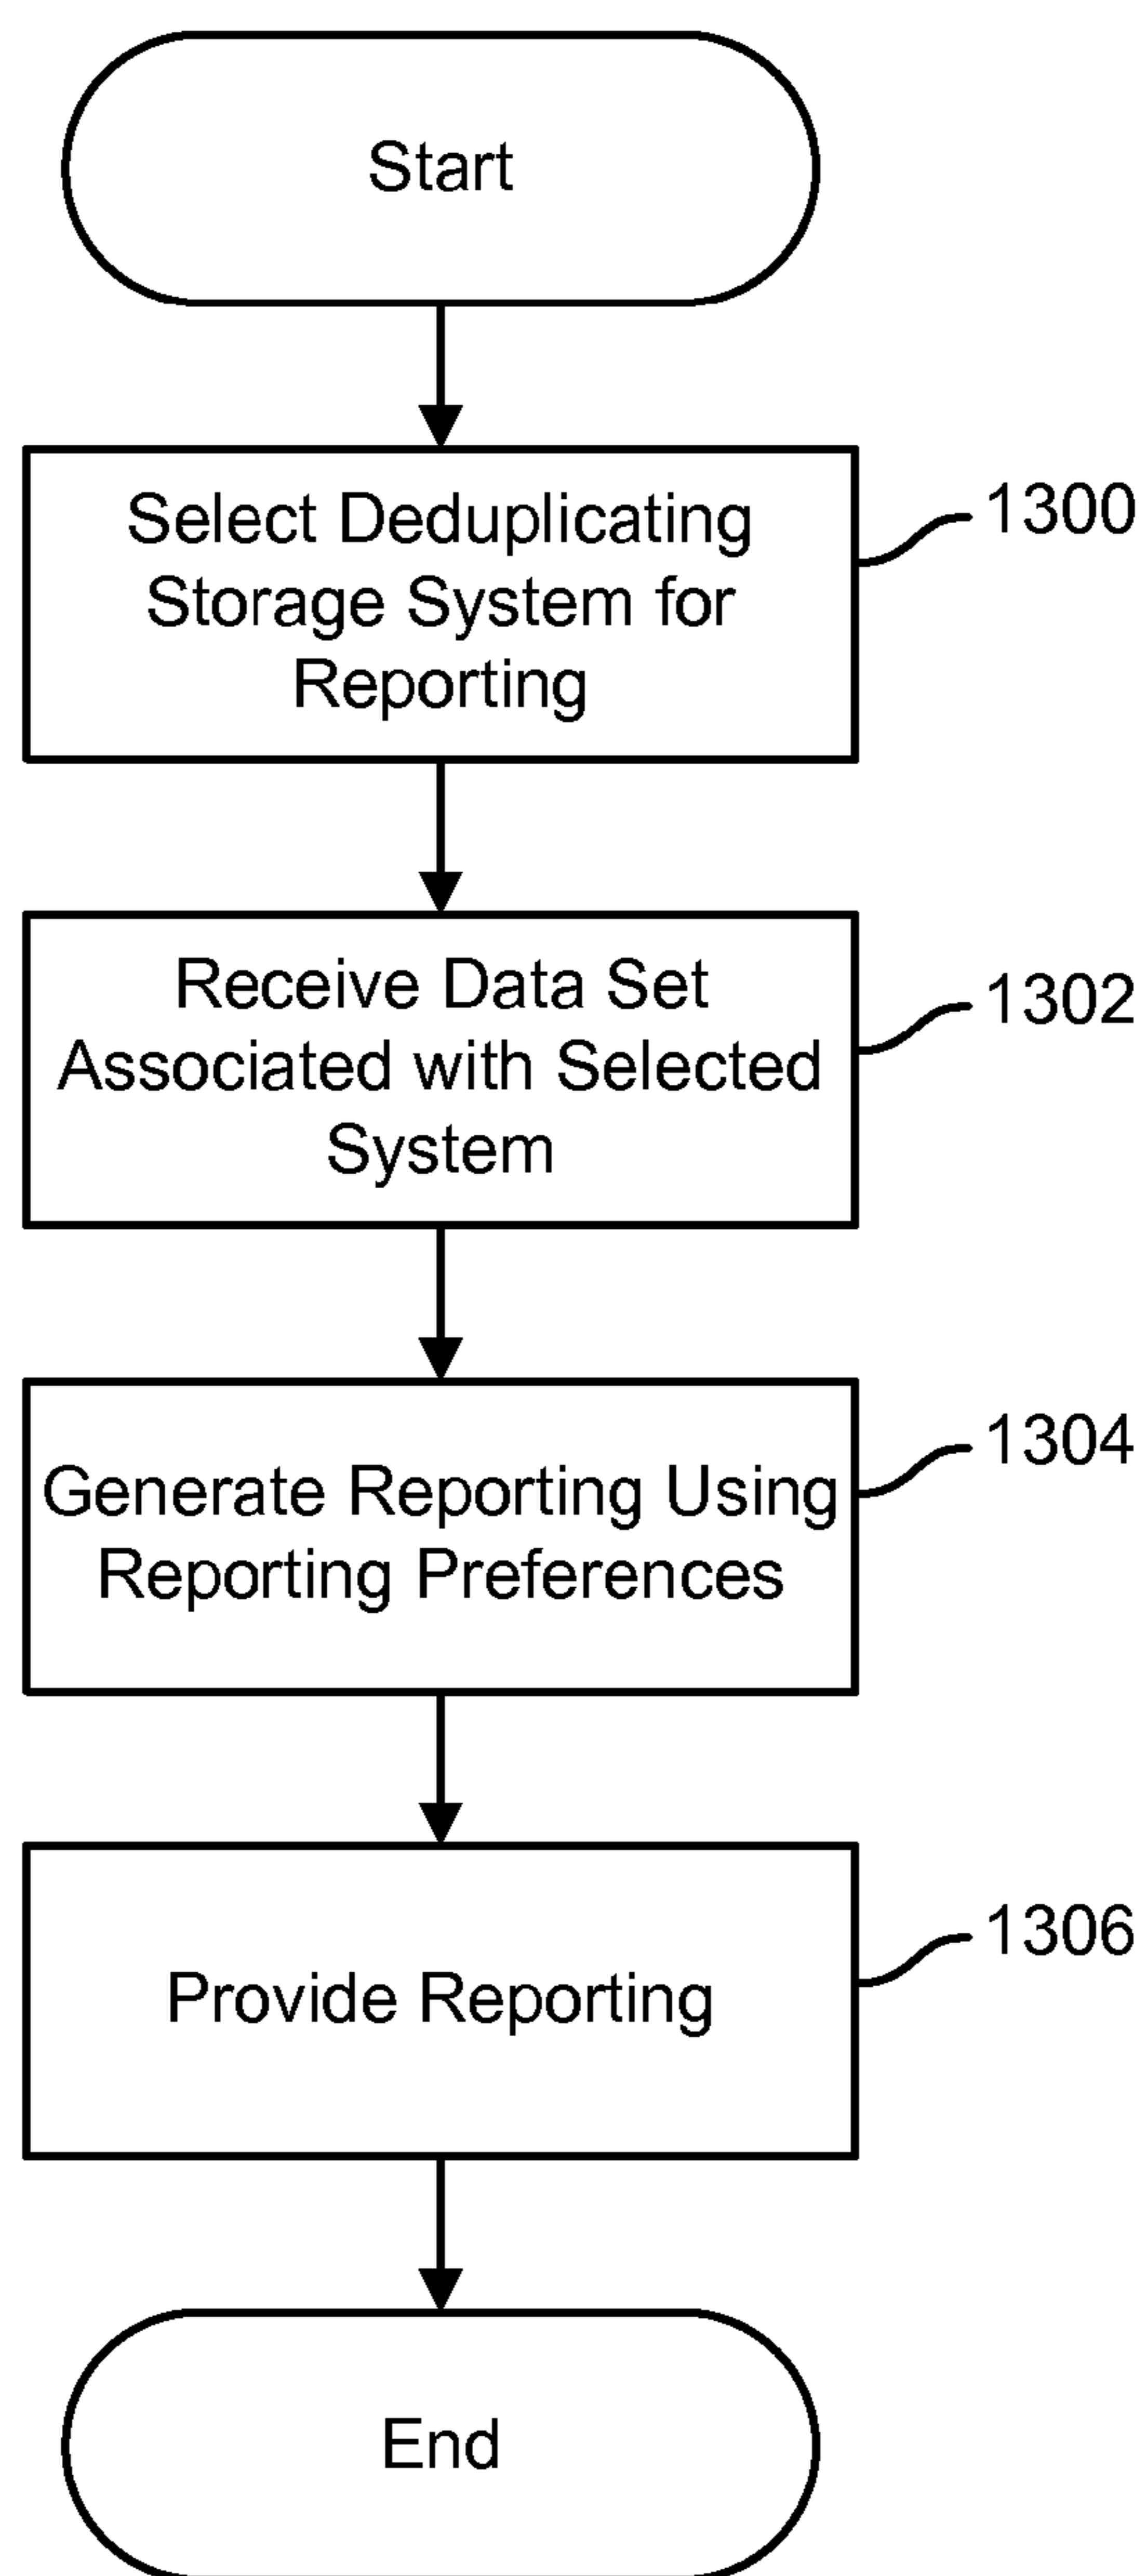 Start
Select Deduplicating
Storage System for
Reporting
1300
Receive Data Set
Associated with Selected
System
1302
Generate Reporting Using
Reporting Preferences
1304
Provide Reporting
1306
End